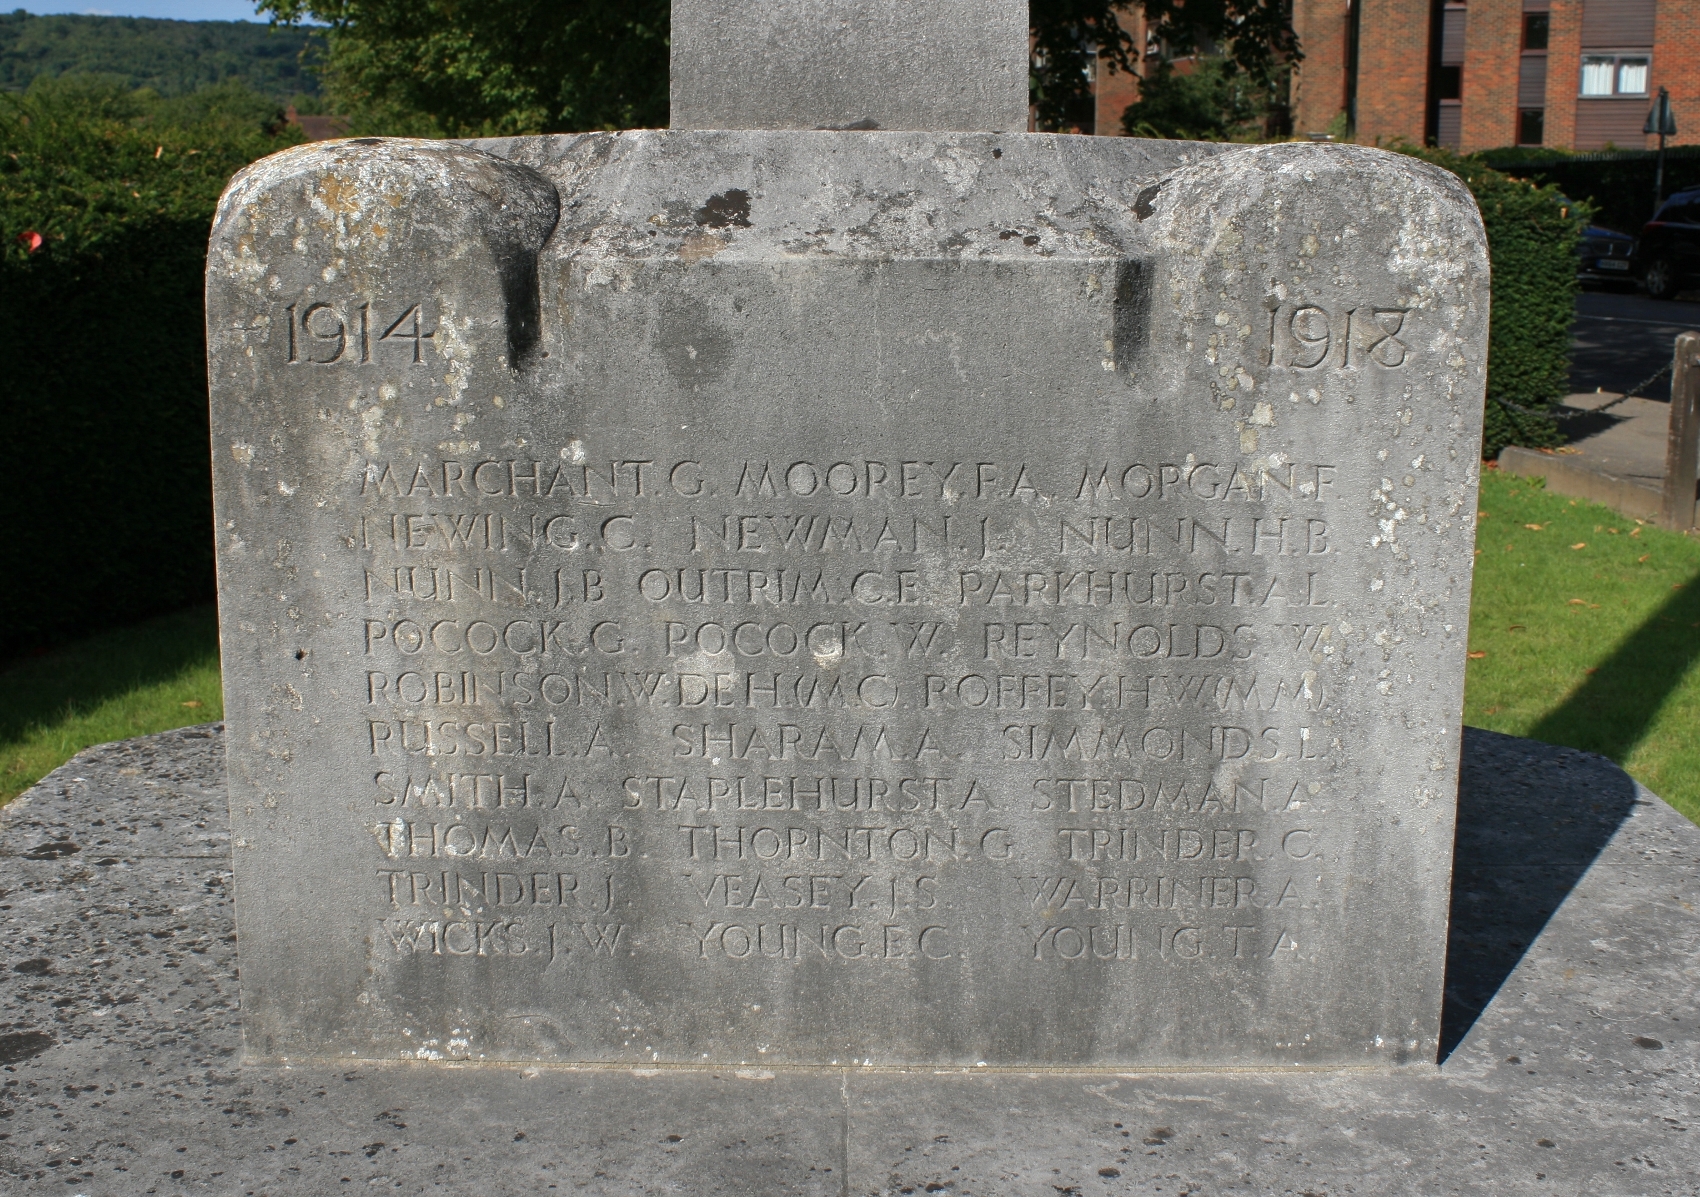 1914 1918
MARCHANT.G. MOOREY.F.A. MORGAN.F.
NEWING.C. NEWMAN.J. NUNN.H.B.
NUNN.J.B OUTRIM.C.E. PARKHURST.A.L.
POCOCK.G. POCOCK.W. REYNOLDS.W.
ROBINSON.W.DE H.(M.C). ROFFEY.H.W.(M.M).
RUSSELL.A. SHARAM.A. SIMMONDS.L.
SMITH.A. STAPLEHURST.A. STEDMAN.A.
THOMAS.B. THORNTON.G. TRINDER.C.
TRINDER.J. VEASEY.J.S. WARRINER.A.
WICKS.J.W. YOUNG.E.C. YOUNG.T.A.